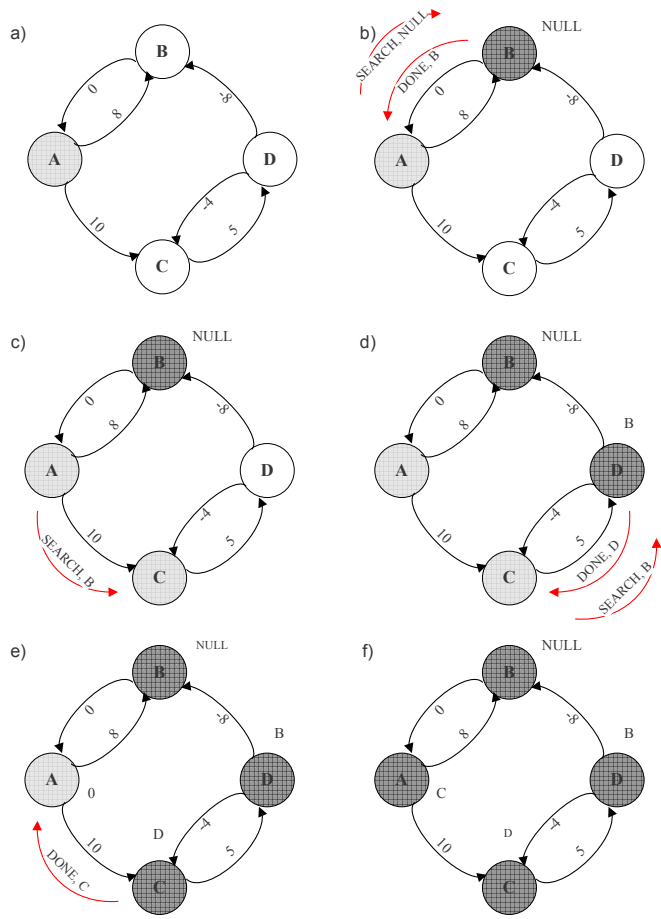 a)
B
0
8
-8
A
D
10
-4
5
C
b)
SEARCH, NULL
DONE, B
B
NULL
0
8
-8
A
D
10
-4
5
C
c)
B
NULL
0
8
-8
A
D
10
-4
5
SEARCH, B
C
d)
B
NULL
0
8
-8
B
A
D
10
-4
5
C
DONE, D
SEARCH, B
e)
B
NULL
0
8
-8
B
A
0
D
10
D
-4
5
DONE, C
C
f)
B
NULL
0
8
-8
B
A
C
D
10
D
-4
5
C